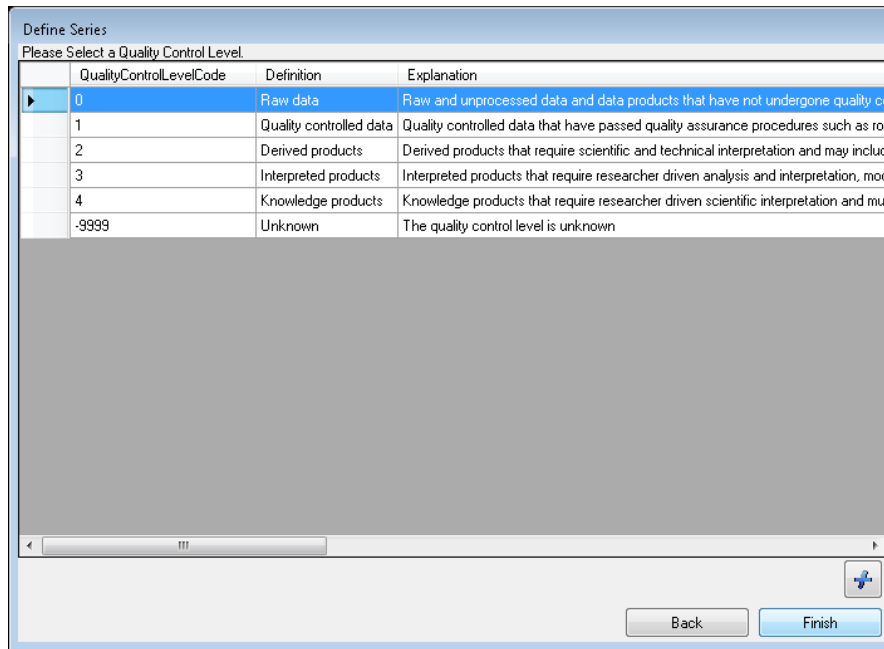 Define Series
Please Select a Quality Control Level.
QualityControlLevelCode Definition Explanation
0 Raw data Raw and unprocessed data and data products that have not undergone quality c
1 Quality controlled data Quality controlled data that have passed quality assurance procedures such as ro
2 Derived products Derived products that require scientific and technical interpretation and may includ
3 Interpreted products Interpreted products that require researcher driven analysis and interpretation, mod
4 Knowledge products Knowledge products that require researcher driven scientific interpretation and mu
-9999 Unknown The quality control level is unknown
Back Finish